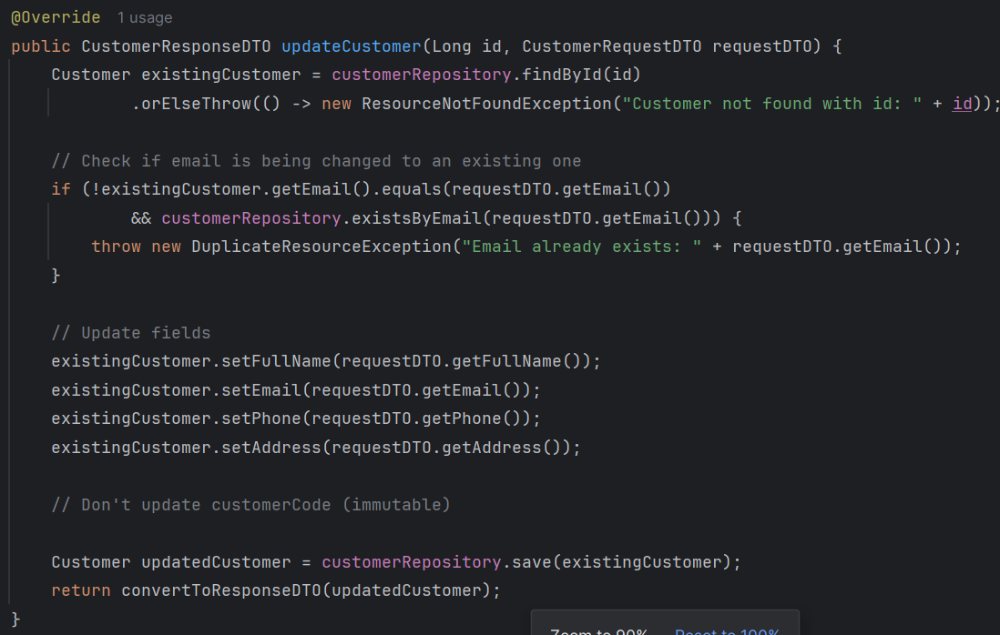 @Override 1 usage
public CustomerResponseDTO updateCustomer(Long id, CustomerRequestDTO requestDTO) {
    Customer existingCustomer = customerRepository.findById(id)
            .orElseThrow(() -> new ResourceNotFoundException("Customer not found with id: " + id));

    // Check if email is being changed to an existing one
    if (!existingCustomer.getEmail().equals(requestDTO.getEmail())
            && customerRepository.existsByEmail(requestDTO.getEmail())) {
        throw new DuplicateResourceException("Email already exists: " + requestDTO.getEmail());
    }

    // Update fields
    existingCustomer.setFullName(requestDTO.getFullName());
    existingCustomer.setEmail(requestDTO.getEmail());
    existingCustomer.setPhone(requestDTO.getPhone());
    existingCustomer.setAddress(requestDTO.getAddress());

    // Don't update customerCode (immutable)

    Customer updatedCustomer = customerRepository.save(existingCustomer);
    return convertToResponseDTO(updatedCustomer);
}
Zoom to 90% Reset to 100%